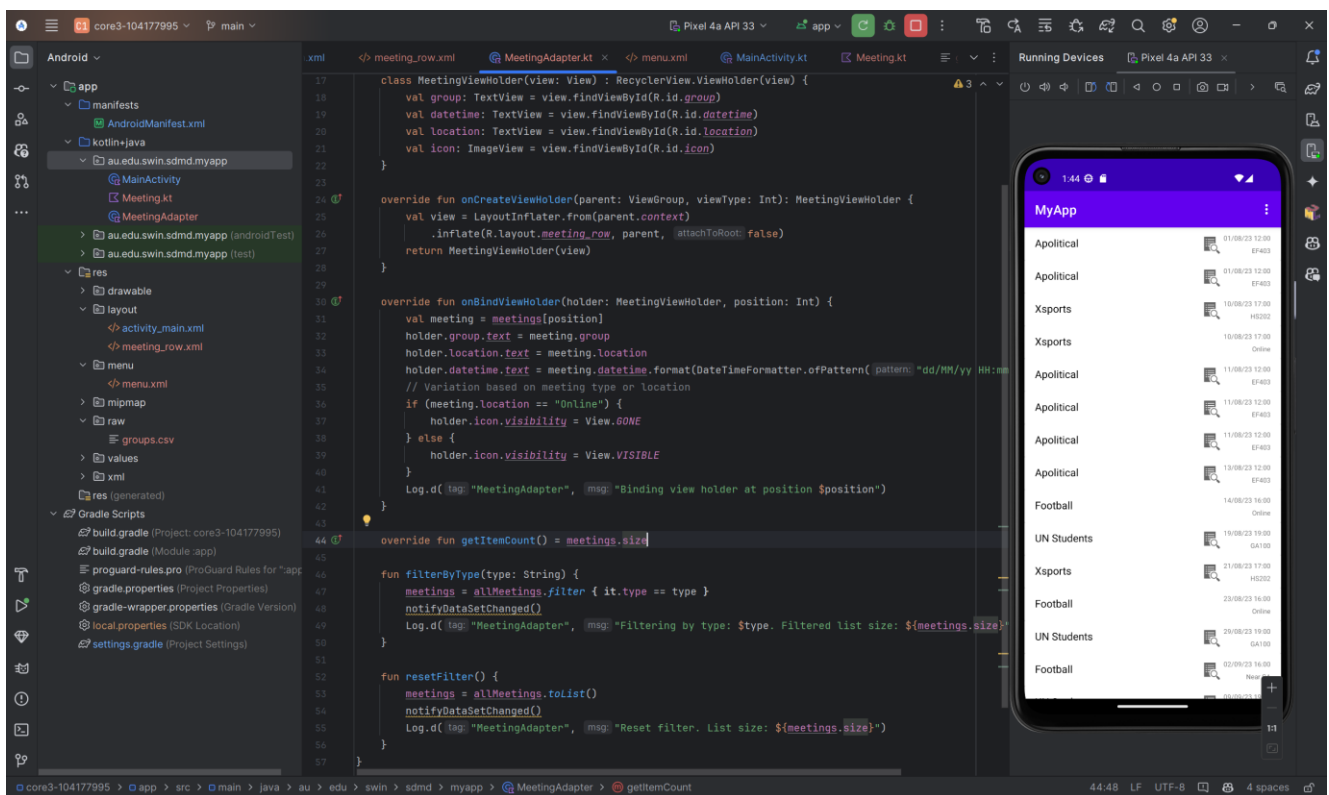 C1 core3-104177995 main Pixel 4a API 33 app
Android
app
manifests
AndroidManifest.xml
kotlin+java
au.edu.swin.sdmd.myapp
MainActivity
Meeting.kt
MeetingAdapter
au.edu.swin.sdmd.myapp (androidTest)
au.edu.swin.sdmd.myapp (test)
res
drawable
layout
activity_main.xml
meeting_row.xml
menu
menu.xml
mipmap
raw
groups.csv
values
xml
res (generated)
Gradle Scripts
build.gradle (Project: core3-104177995)
build.gradle (Module :app)
proguard-rules.pro (ProGuard Rules for ":app
gradle.properties (Project Properties)
gradle-wrapper.properties (Gradle Version)
local.properties (SDK Location)
settings.gradle (Project Settings)
.xml meeting_row.xml MeetingAdapter.kt menu.xml MainActivity.kt Meeting.kt
3
17 class MeetingViewHolder(view: View) : RecyclerView.ViewHolder(view) {
18 val group: TextView = view.findViewById(R.id.group)
19 val datetime: TextView = view.findViewById(R.id.datetime)
20 val location: TextView = view.findViewById(R.id.location)
21 val icon: ImageView = view.findViewById(R.id.icon)
22 }
23
24 override fun onCreateViewHolder(parent: ViewGroup, viewType: Int): MeetingViewHolder {
25 val view = LayoutInflater.from(parent.context)
26 .inflate(R.layout.meeting_row, parent, attachToRoot: false)
27 return MeetingViewHolder(view)
28 }
29
30 override fun onBindViewHolder(holder: MeetingViewHolder, position: Int) {
31 val meeting = meetings[position]
32 holder.group.text = meeting.group
33 holder.location.text = meeting.location
34 holder.datetime.text = meeting.datetime.format(DateTimeFormatter.ofPattern( pattern: "dd/MM/yy HH:mm
35 // Variation based on meeting type or location
36 if (meeting.location == "Online") {
37 holder.icon.visibility = View.GONE
38 } else {
39 holder.icon.visibility = View.VISIBLE
40 }
41 Log.d( tag: "MeetingAdapter", msg: "Binding view holder at position $position")
42 }
43
44 override fun getItemCount() = meetings.size
45
46 fun filterByType(type: String) {
47 meetings = allMeetings.filter { it.type == type }
48 notifyDataSetChanged()
49 Log.d( tag: "MeetingAdapter", msg: "Filtering by type: $type. Filtered list size: ${meetings.size}"
50 }
51
52 fun resetFilter() {
53 meetings = allMeetings.toList()
54 notifyDataSetChanged()
55 Log.d( tag: "MeetingAdapter", msg: "Reset filter. List size: ${meetings.size}")
56 }
57 }
Running Devices Pixel 4a API 33
1:44
MyApp
Apolitical 01/08/23 12:00
EF403
Apolitical 01/08/23 12:00
EF403
Xsports 10/08/23 17:00
HS202
Xsports 10/08/23 17:00
Online
Apolitical 11/08/23 12:00
EF403
Apolitical 11/08/23 12:00
EF403
Apolitical 11/08/23 12:00
EF403
Apolitical 13/08/23 12:00
EF403
Football 14/08/23 16:00
Online
UN Students 19/08/23 19:00
GA100
Xsports 21/08/23 17:00
HS202
Football 23/08/23 16:00
Online
UN Students 29/08/23 19:00
GA100
Football 02/09/23 16:00
Near
1:1
core3-104177995 > app > src > main > java > au > edu > swin > sdmd > myapp > MeetingAdapter > getItemCount
44:48 LF UTF-8 4 spaces